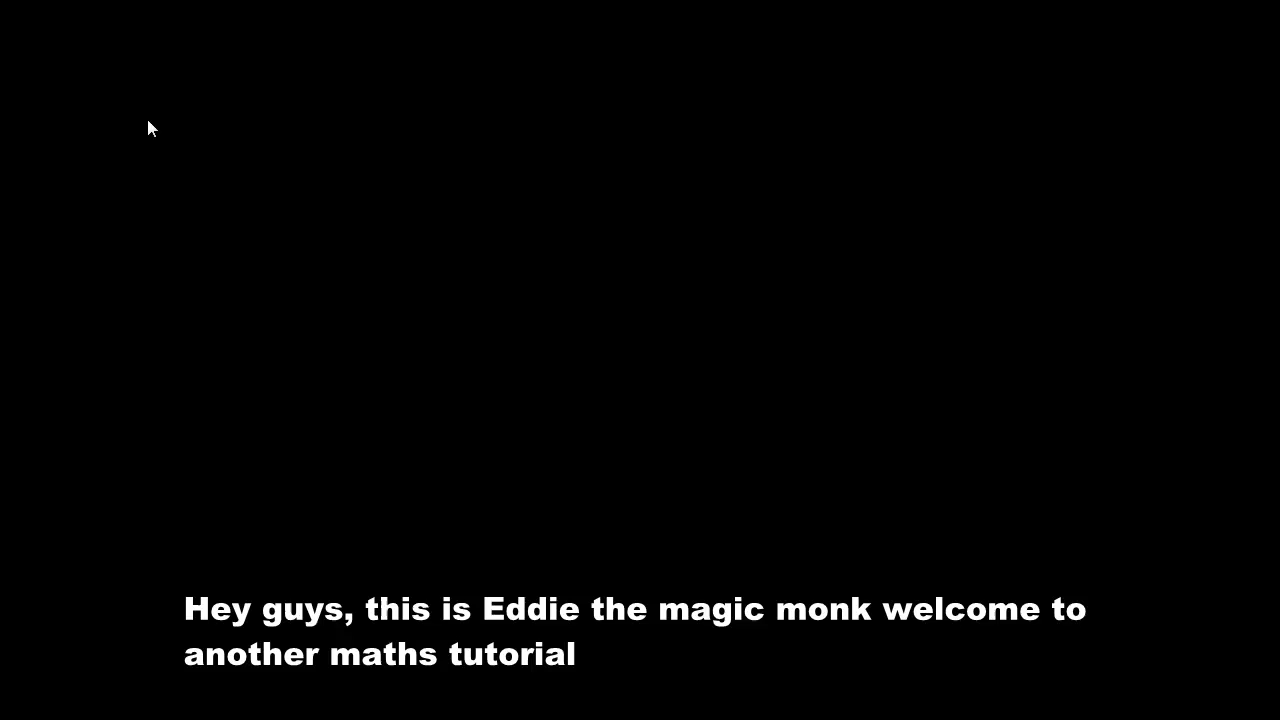 Hey guys, this is Eddie the magic monk welcome to
another maths tutorial